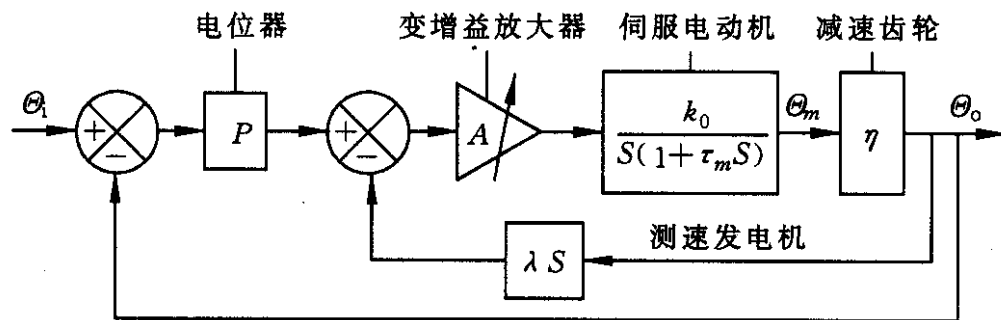 电位器 变增益放大器 伺服电动机 减速齿轮
Θi + − P + − A k0 Θm η Θo
S(1+τmS)
λS 测速发电机